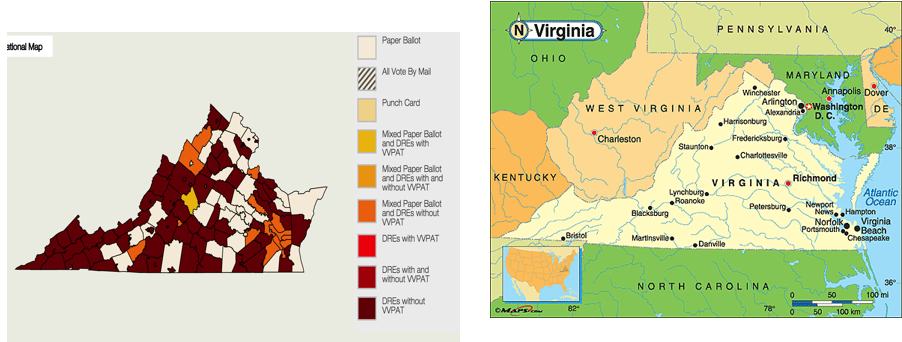 ational Map
Paper Ballot
All Vote By Mail
Punch Card
Mixed Paper Ballot
and DREs with
VVPAT
Mixed Paper Ballot
and DREs with and
without VVPAT
Mixed Paper Ballot
and DREs without
VVPAT
DREs with VVPAT
DREs with and
without VVPAT
DREs without
VVPAT
N Virginia
PENNSYLVANIA
40°
OHIO
MARYLAND
Winchester
Annapolis
Dover
Arlington
Washington
D. C.
Alexandria
DE
WEST VIRGINIA
Harrisonburg
Fredericksburg
Charleston
Staunton
38°
Charlottesville
KENTUCKY
VIRGINIA
Richmond
Lynchburg
Roanoke
Atlantic
Ocean
Petersburg
Newport
News
Hampton
Blacksburg
Norfolk
Virginia
Beach
Portsmouth
Chesapeake
Bristol
Martinsville
Danville
NORTH CAROLINA
36°
0 50 100 mi
0 50 100 km
©MAPS.com
82°
78°